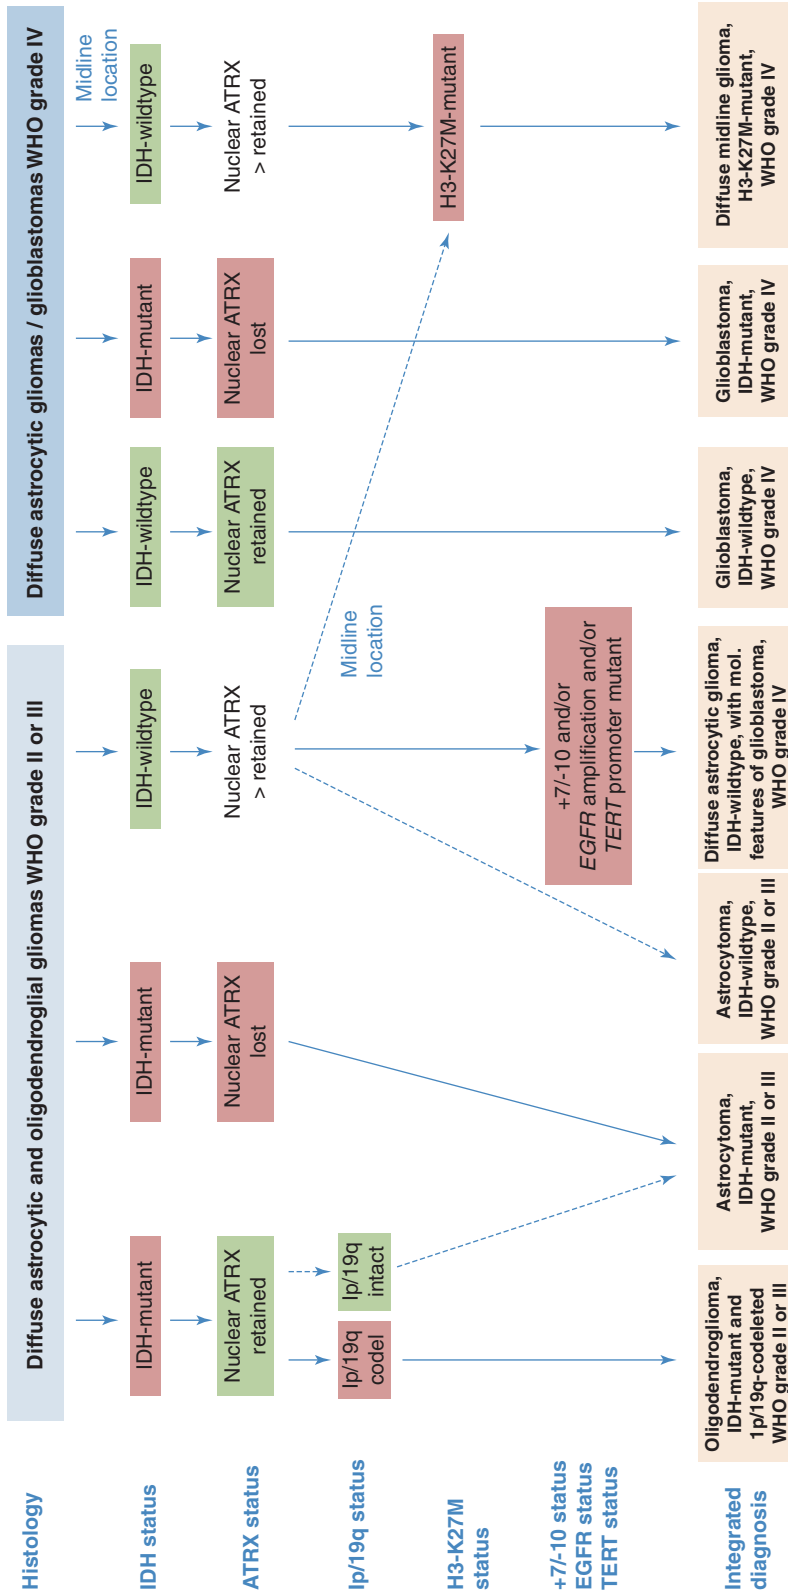 Histology
Diffuse astrocytic and oligodendroglial gliomas WHO grade II or III
Diffuse astrocytic gliomas / glioblastomas WHO grade IV
Midline
location
IDH status
IDH-mutant
IDH-mutant
IDH-wildtype
IDH-wildtype
IDH-mutant
IDH-wildtype
ATRX status
Nuclear ATRX
retained
Nuclear ATRX
lost
Nuclear ATRX
> retained
Nuclear ATRX
retained
Nuclear ATRX
lost
Nuclear ATRX
> retained
Ip/19q status
Ip/19q
codel
Ip/19q
intact
Midline
location
H3-K27M
status
H3-K27M-mutant
+7/-10 status
EGFR status
TERT status
+7/-10 and/or
EGFR amplification and/or
TERT promoter mutant
Integrated
diagnosis
Oligodendroglioma,
IDH-mutant and
1p/19q-codeleted
WHO grade II or III
Astrocytoma,
IDH-mutant,
WHO grade II or III
Astrocytoma,
IDH-wildtype,
WHO grade II or III
Diffuse astrocytic glioma,
IDH-wildtype, with mol.
features of glioblastoma,
WHO grade IV
Glioblastoma,
IDH-wildtype,
WHO grade IV
Glioblastoma,
IDH-mutant,
WHO grade IV
Diffuse midline glioma,
H3-K27M-mutant,
WHO grade IV